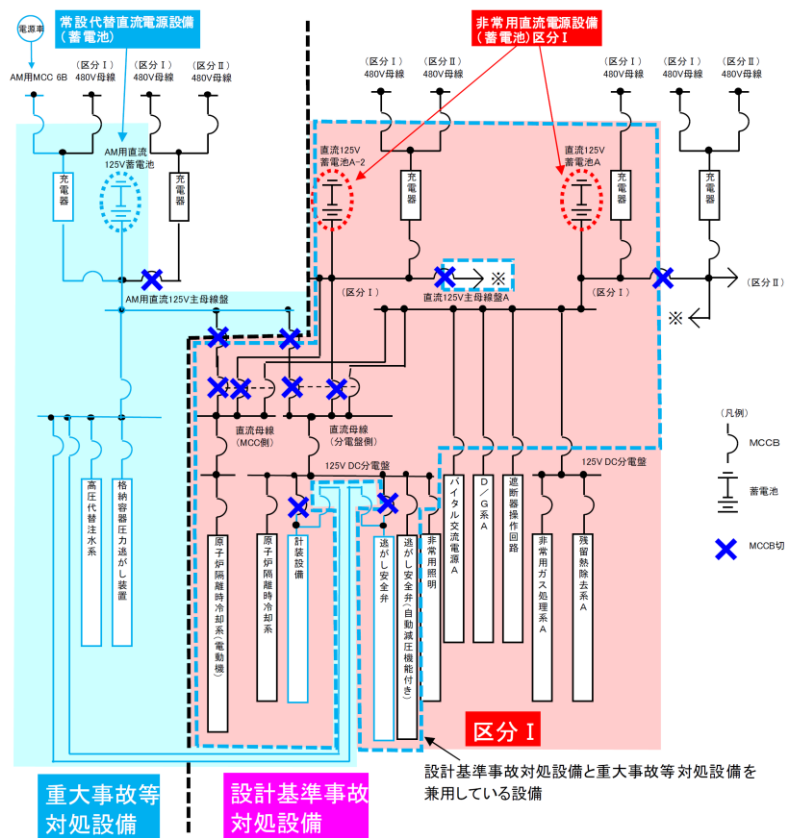 電源車
常設代替直流電源設備
(蓄電池)
非常用直流電源設備
(蓄電池)区分Ⅰ
AM用MCC 6B
(区分Ⅰ)
480V母線
(区分Ⅰ)
480V母線
(区分Ⅱ)
480V母線
(区分Ⅰ)
480V母線
(区分Ⅱ)
480V母線
(区分Ⅰ)
480V母線
(区分Ⅰ)
480V母線
(区分Ⅱ)
480V母線
AM用直流
125V蓄電池
直流125V
蓄電池A-2
直流125V
蓄電池A
充電器
充電器
充電器
充電器
充電器
※
(区分Ⅰ)
(区分Ⅰ)
(区分Ⅱ)
※
AM用直流125V主母線盤
直流125V主母線盤A
直流母線
(MCC側)
直流母線
(分電盤側)
125V DC分電盤
125V DC分電盤
(凡例)
MCCB
蓄電池
MCCB切
高圧代替注水系
格納容器圧力逃がし装置
原子炉隔離時冷却系(電動機)
原子炉隔離時冷却系
計装設備
逃がし安全弁
逃がし安全弁(自動減圧機能付き)
非常用照明
バイタル交流電源A
D/G系A
遮断器操作回路
非常用ガス処理系A
残留熱除去系A
区分Ⅰ
設計基準事故対処設備と重大事故等対処設備を
兼用している設備
重大事故等
対処設備
設計基準事故
対処設備